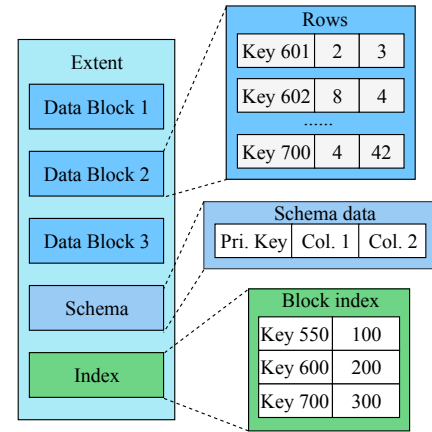 Extent
Data Block 1
Data Block 2
Data Block 3
Schema
Index
Rows
Key 601 2 3
Key 602 8 4
......
Key 700 4 42
Schema data
Pri. Key Col. 1 Col. 2
Block index
Key 550 100
Key 600 200
Key 700 300